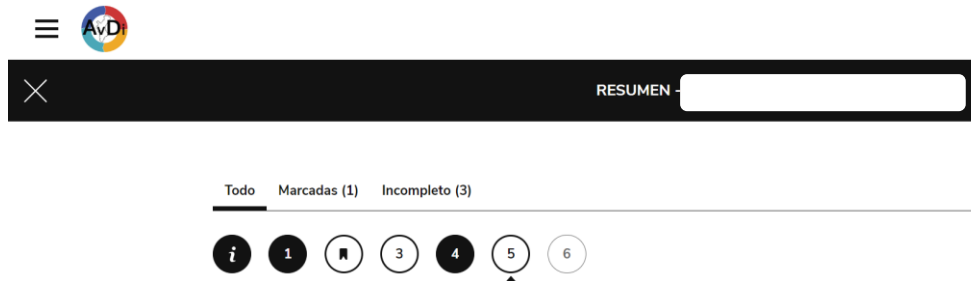 AvDi
RESUMEN -
Todo Marcadas (1) Incompleto (3)
i 1 3 4 5 6